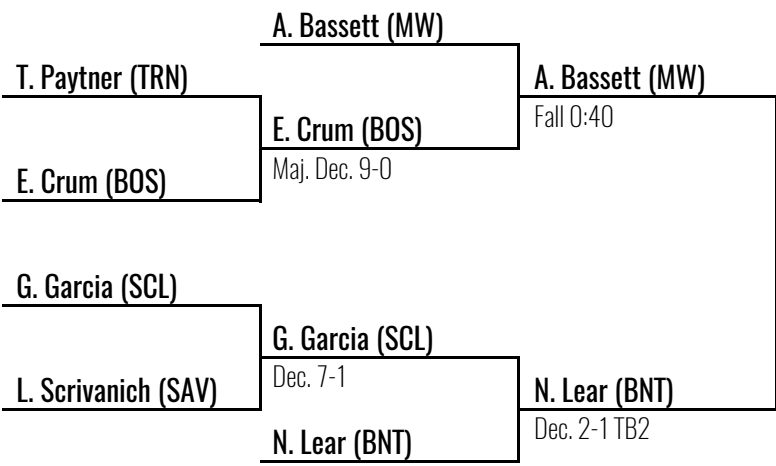 A. Bassett (MW)
T. Paytner (TRN)
A. Bassett (MW)
Fall 0:40
E. Crum (BOS)
Maj. Dec. 9-0
E. Crum (BOS)
G. Garcia (SCL)
G. Garcia (SCL)
Dec. 7-1
L. Scrivanich (SAV)
N. Lear (BNT)
Dec. 2-1 TB2
N. Lear (BNT)